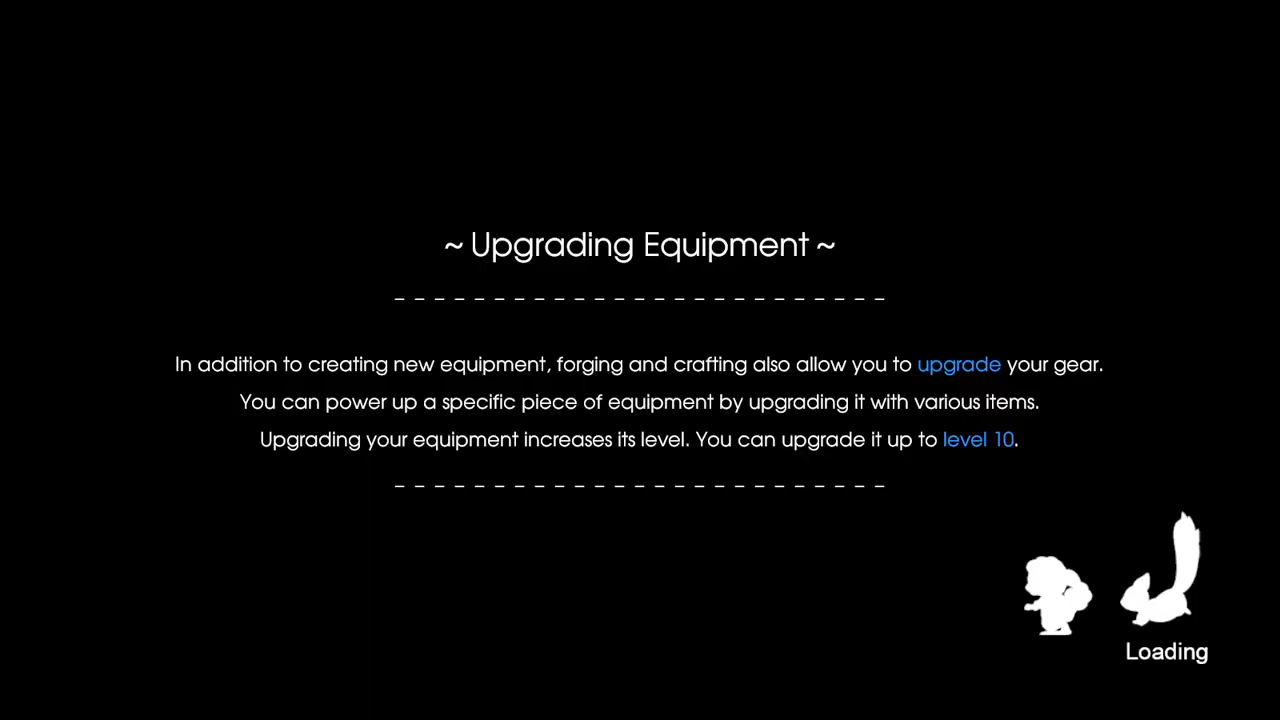 ~ Upgrading Equipment ~
In addition to creating new equipment, forging and crafting also allow you to upgrade your gear.
You can power up a specific piece of equipment by upgrading it with various items.
Upgrading your equipment increases its level. You can upgrade it up to level 10.
Loading